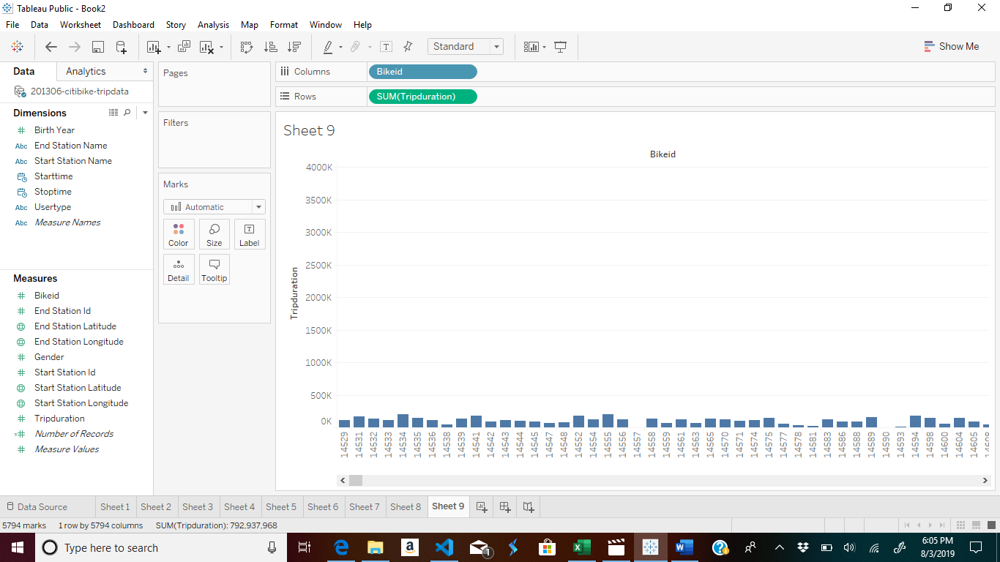 Tableau Public - Book2
File Data Worksheet Dashboard Story Analysis Map Format Window Help
Standard
Show Me
Data Analytics
201306-citibike-tripdata
Dimensions
Birth Year
End Station Name
Start Station Name
Starttime
Stoptime
Usertype
Measure Names
Abc
Abc
Abc
Abc
Measures
Bikeid
End Station Id
End Station Latitude
End Station Longitude
Gender
Start Station Id
Start Station Latitude
Start Station Longitude
Tripduration
Number of Records
Measure Values
Pages
Filters
Marks
Automatic
Color Size Label
Detail Tooltip
Columns Bikeid
Rows SUM(Tripduration)
Sheet 9
Bikeid
Tripduration
4000K
3500K
3000K
2500K
2000K
1500K
1000K
500K
0K
14529
14531
14532
14533
14534
14535
14536
14538
14539
14541
14542
14543
14544
14545
14547
14548
14552
14554
14555
14556
14557
14558
14559
14561
14563
14565
14570
14571
14574
14575
14577
14578
14581
14583
14586
14588
14589
14590
14593
14594
14598
14600
14604
14605
Data Source Sheet 1 Sheet 2 Sheet 3 Sheet 4 Sheet 5 Sheet 6 Sheet 7 Sheet 8 Sheet 9
5794 marks 1 row by 5794 columns SUM(Tripduration): 792,937,968
Type here to search
1
6:05 PM
8/3/2019